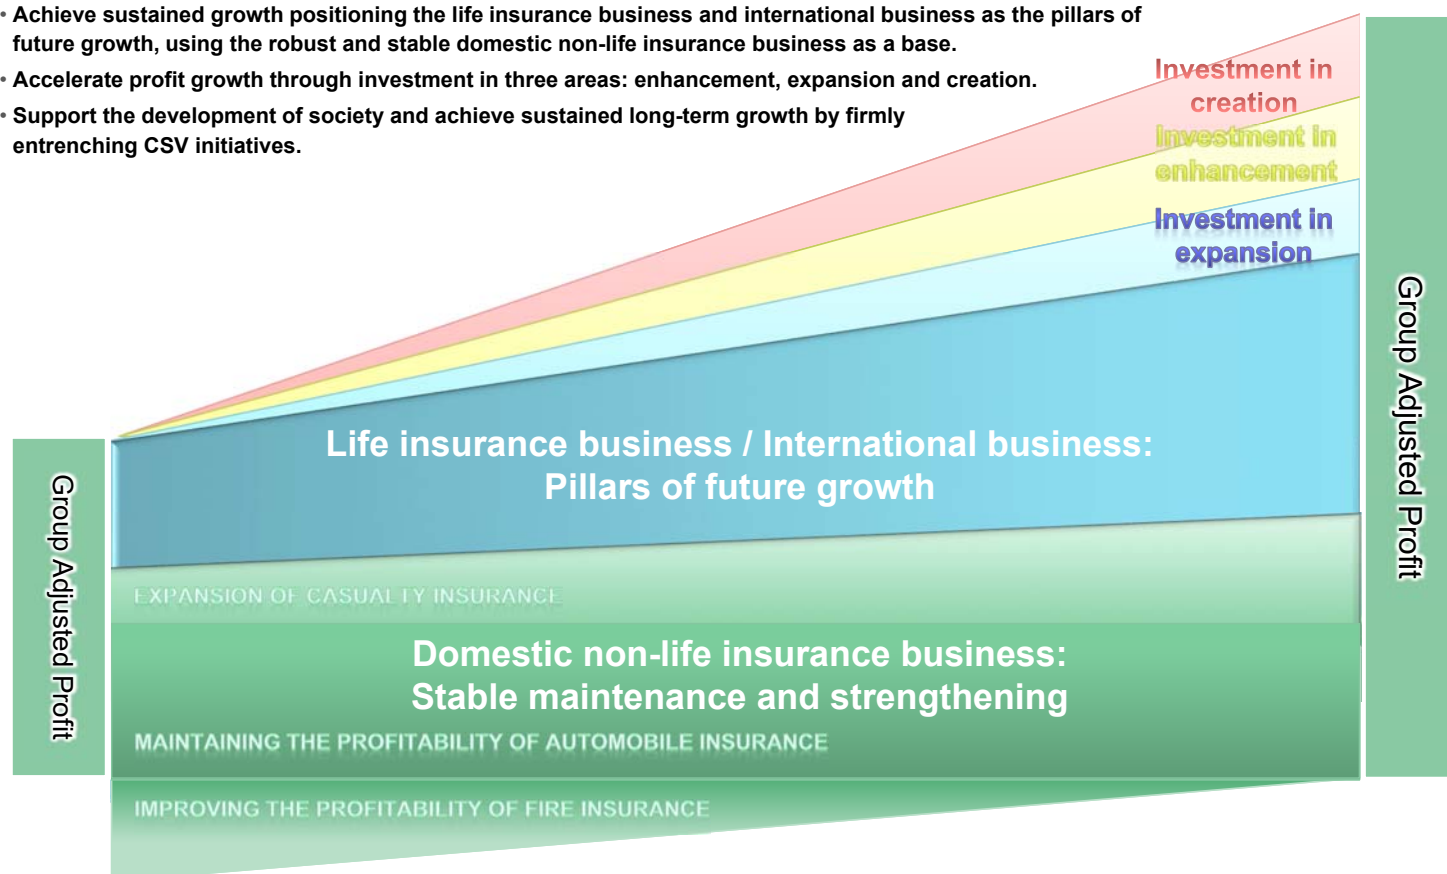 • Achieve sustained growth positioning the life insurance business and international business as the pillars of
future growth, using the robust and stable domestic non-life insurance business as a base.
• Accelerate profit growth through investment in three areas: enhancement, expansion and creation.
• Support the development of society and achieve sustained long-term growth by firmly
entrenching CSV initiatives.
Investment in
creation
Investment in
enhancement
Investment in
expansion
Group Adjusted Profit
Life insurance business / International business:
Pillars of future growth
Group Adjusted Profit
EXPANSION OF CASUALTY INSURANCE
Domestic non-life insurance business:
Stable maintenance and strengthening
MAINTAINING THE PROFITABILITY OF AUTOMOBILE INSURANCE
IMPROVING THE PROFITABILITY OF FIRE INSURANCE